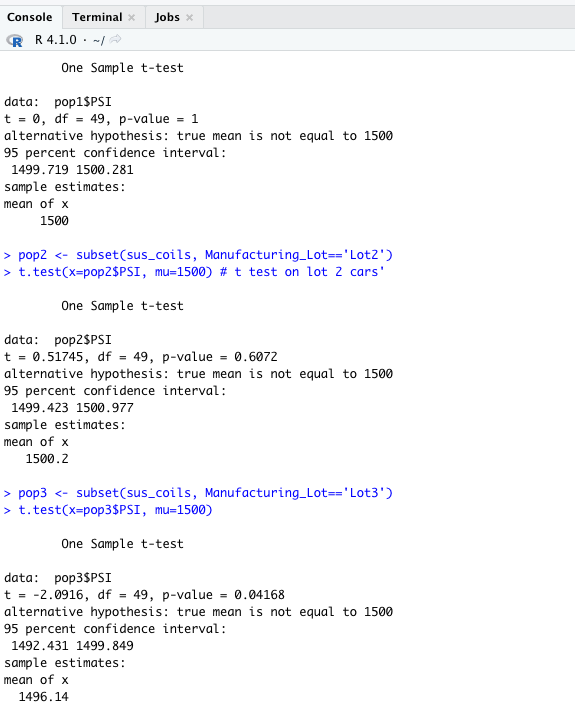 Console Terminal × Jobs ×
R R 4.1.0 · ~/
One Sample t-test
data:  pop1$PSI
t = 0, df = 49, p-value = 1
alternative hypothesis: true mean is not equal to 1500
95 percent confidence interval:
 1499.719 1500.281
sample estimates:
mean of x
     1500
> pop2 <- subset(sus_coils, Manufacturing_Lot=='Lot2')
> t.test(x=pop2$PSI, mu=1500) # t test on lot 2 cars'
One Sample t-test
data:  pop2$PSI
t = 0.51745, df = 49, p-value = 0.6072
alternative hypothesis: true mean is not equal to 1500
95 percent confidence interval:
 1499.423 1500.977
sample estimates:
mean of x
   1500.2
> pop3 <- subset(sus_coils, Manufacturing_Lot=='Lot3')
> t.test(x=pop3$PSI, mu=1500)
One Sample t-test
data:  pop3$PSI
t = -2.0916, df = 49, p-value = 0.04168
alternative hypothesis: true mean is not equal to 1500
95 percent confidence interval:
 1492.431 1499.849
sample estimates:
mean of x
  1496.14